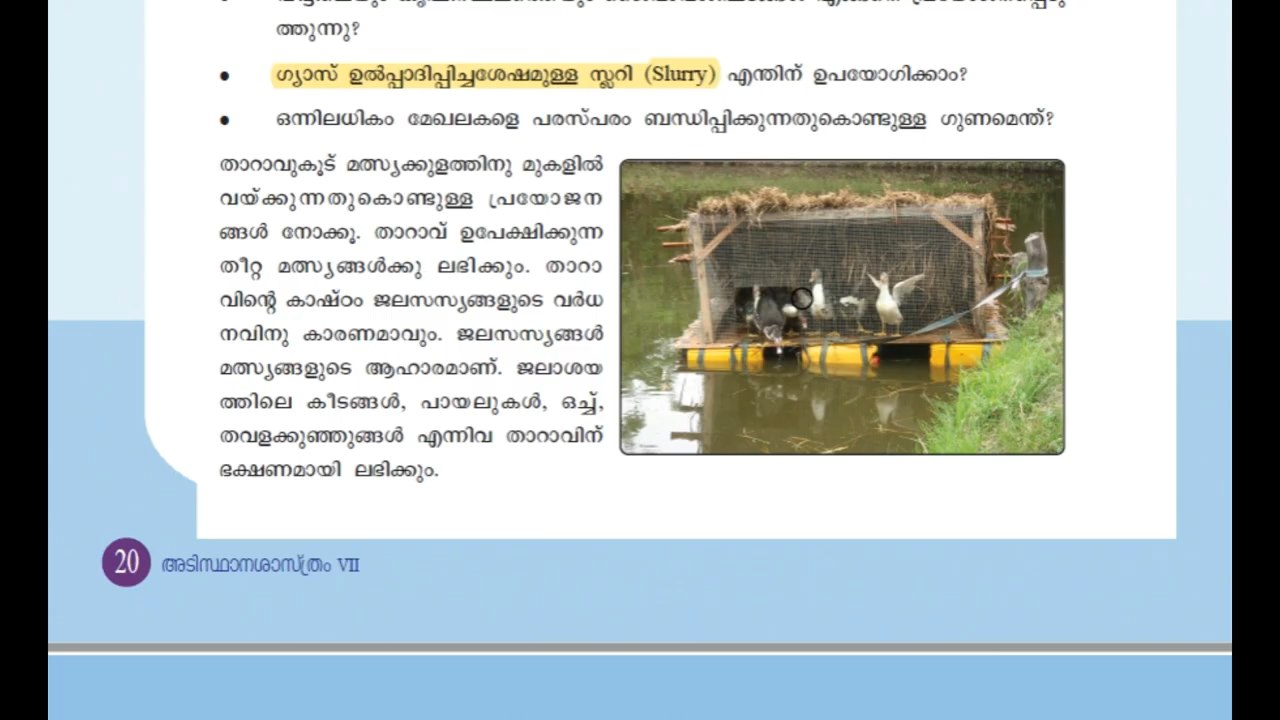 ത്തുന്നു?
• ഗ്യാസ് ഉൽപ്പാദിപ്പിച്ചശേഷമുള്ള സ്ലറി (Slurry) എന്തിന് ഉപയോഗിക്കാം?
• ഒന്നിലധികം മേഖലകളെ പരസ്പരം ബന്ധിപ്പിക്കുന്നതുകൊണ്ടുള്ള ഗുണമെന്ത്?
താറാവുകൂട് മത്സ്യക്കുളത്തിനു മുകളിൽ
വയ്ക്കുന്നതുകൊണ്ടുള്ള പ്രയോജന
ങ്ങൾ നോക്കൂ. താറാവ് ഉപേക്ഷിക്കുന്ന
തീറ്റ മത്സ്യങ്ങൾക്കു ലഭിക്കും. താറാ
വിന്റെ കാഷ്ഠം ജലസസ്യങ്ങളുടെ വർധ
നവിനു കാരണമാവും. ജലസസ്യങ്ങൾ
മത്സ്യങ്ങളുടെ ആഹാരമാണ്. ജലാശയ
ത്തിലെ കീടങ്ങൾ, പായലുകൾ, ഒച്ച്,
തവളക്കുഞ്ഞുങ്ങൾ എന്നിവ താറാവിന്
ഭക്ഷണമായി ലഭിക്കും.
20 അടിസ്ഥാനശാസ്ത്രം VII